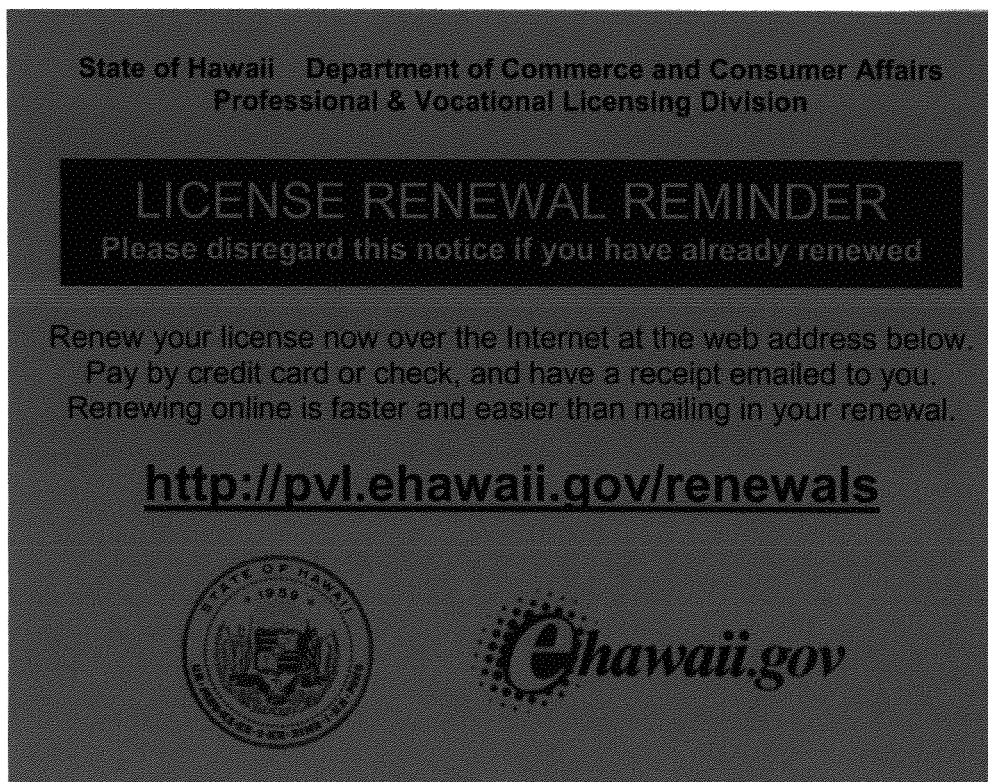 State of Hawaii Department of Commerce and Consumer Affairs
Professional & Vocational Licensing Division
LICENSE RENEWAL REMINDER
Please disregard this notice if you have already renewed
Renew your license now over the Internet at the web address below.
Pay by credit card or check, and have a receipt emailed to you.
Renewing online is faster and easier than mailing in your renewal.
http://pvl.ehawaii.gov/renewals
STATE OF HAWAII
1959
ehawaii.gov